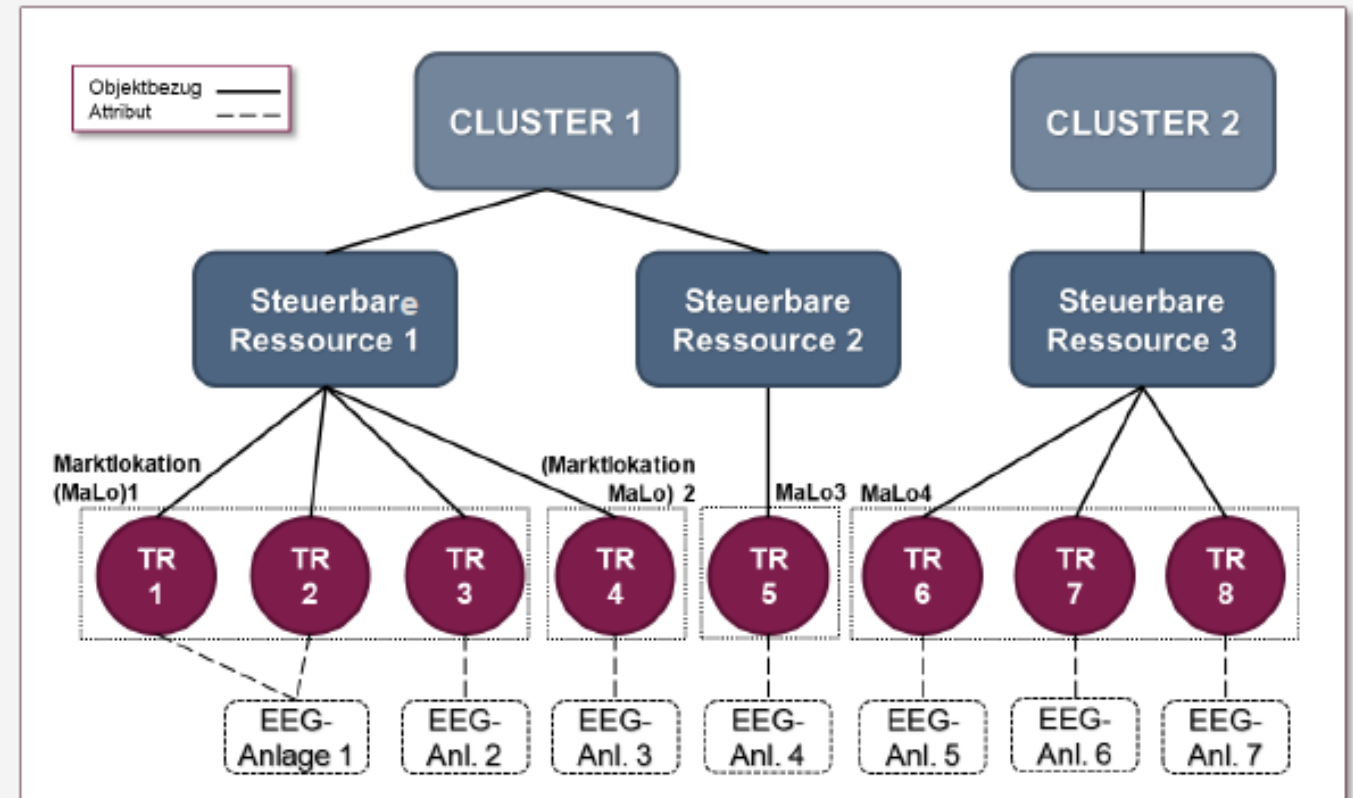 Objektbezug
Attribut
CLUSTER 1
CLUSTER 2
Steuerbare
Ressource 1
Steuerbare
Ressource 2
Steuerbare
Ressource 3
Marktlokation
(MaLo)1
(Marktlokation
MaLo) 2
MaLo3
MaLo4
TR
1
TR
2
TR
3
TR
4
TR
5
TR
6
TR
7
TR
8
EEG-
Anlage 1
EEG-
Anl. 2
EEG-
Anl. 3
EEG-
Anl. 4
EEG-
Anl. 5
EEG-
Anl. 6
EEG-
Anl. 7